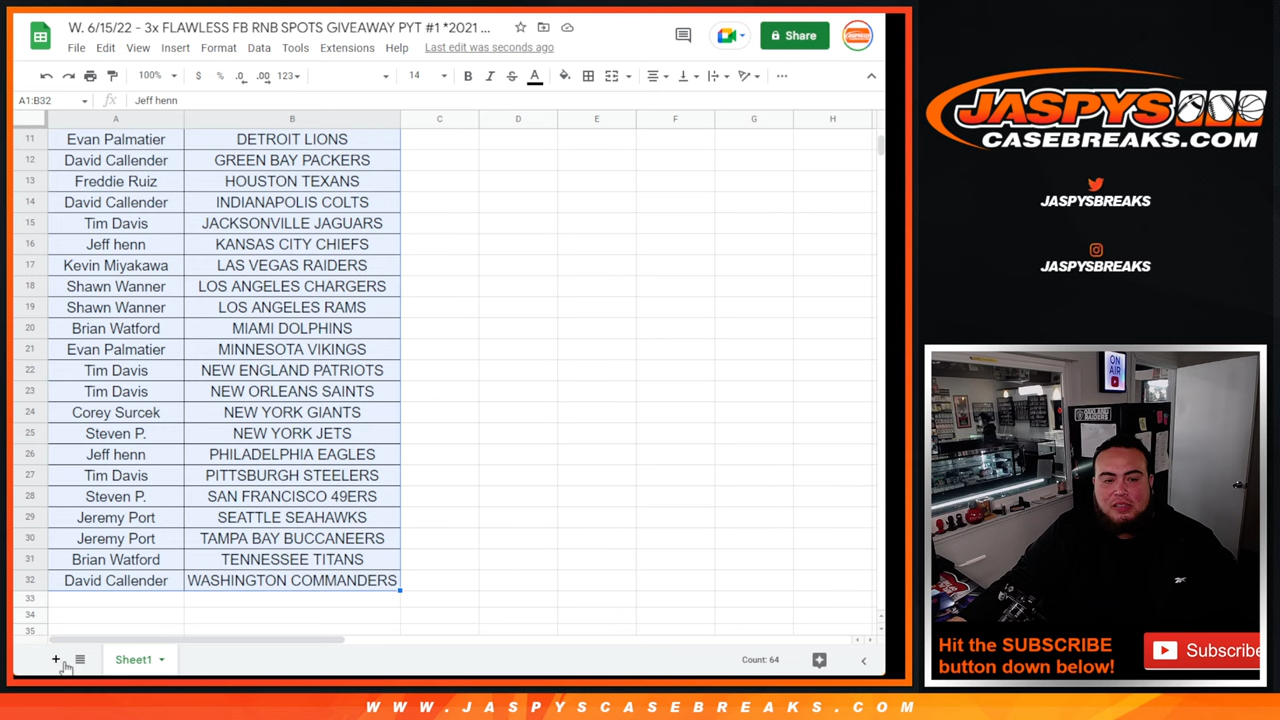 W. 6/15/22 - 3x FLAWLESS FB RNB SPOTS GIVEAWAY PYT #1 *2021 ...
File Edit View Insert Format Data Tools Extensions Help Last edit was seconds ago
Share
100% $ % .0 .00 123 14 B I S A
A1:B32 fx Jeff henn
A B C D E F G H
11 Evan Palmatier DETROIT LIONS
12 David Callender GREEN BAY PACKERS
13 Freddie Ruiz HOUSTON TEXANS
14 David Callender INDIANAPOLIS COLTS
15 Tim Davis JACKSONVILLE JAGUARS
16 Jeff henn KANSAS CITY CHIEFS
17 Kevin Miyakawa LAS VEGAS RAIDERS
18 Shawn Wanner LOS ANGELES CHARGERS
19 Shawn Wanner LOS ANGELES RAMS
20 Brian Watford MIAMI DOLPHINS
21 Evan Palmatier MINNESOTA VIKINGS
22 Tim Davis NEW ENGLAND PATRIOTS
23 Tim Davis NEW ORLEANS SAINTS
24 Corey Surcek NEW YORK GIANTS
25 Steven P. NEW YORK JETS
26 Jeff henn PHILADELPHIA EAGLES
27 Tim Davis PITTSBURGH STEELERS
28 Steven P. SAN FRANCISCO 49ERS
29 Jeremy Port SEATTLE SEAHAWKS
30 Jeremy Port TAMPA BAY BUCCANEERS
31 Brian Watford TENNESSEE TITANS
32 David Callender WASHINGTON COMMANDERS
33
34
35
+ Sheet1 Count: 64
JASPYS
CASEBREAKS.COM
JASPYSBREAKS
JASPYSBREAKS
ON
AIR
OAKLAND
RAIDERS
Hit the SUBSCRIBE
button down below!
Subscribe
WWW.JASPYSCASEBREAKS.COM